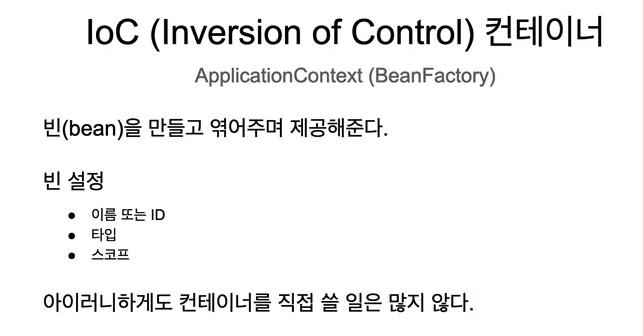 IoC (Inversion of Control) 컨테이너
ApplicationContext (BeanFactory)
빈(bean)을 만들고 엮어주며 제공해준다.
빈 설정
● 이름 또는 ID
● 타입
● 스코프
아이러니하게도 컨테이너를 직접 쓸 일은 많지 않다.